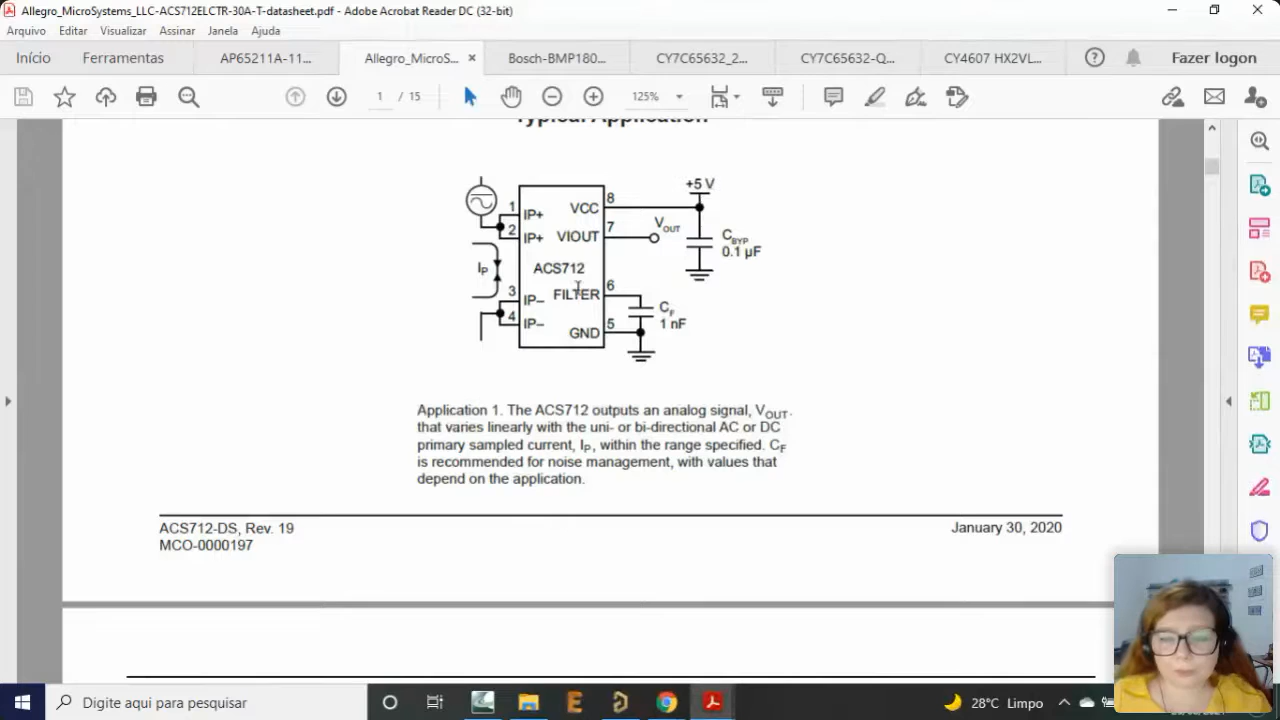 Allegro_MicroSystems_LLC-ACS712ELCTR-30A-T-datasheet.pdf - Adobe Acrobat Reader DC (32-bit)
Arquivo Editar Visualizar Assinar Janela Ajuda
Início Ferramentas AP65211A-11... Allegro_MicroS... × Bosch-BMP180... CY7C65632_2... CY7C65632-Q... CY4607 HX2VL... Fazer logon
1 / 15 125%
Typical Application
+5 V
1 IP+ VCC 8
2 IP+ VIOUT 7 VOUT
CBYP
0.1 µF
IP ACS712
3 IP– FILTER 6
CF
1 nF
4 IP– GND 5
Application 1. The ACS712 outputs an analog signal, VOUT.
that varies linearly with the uni- or bi-directional AC or DC
primary sampled current, IP, within the range specified. CF
is recommended for noise management, with values that
depend on the application.
ACS712-DS, Rev. 19
MCO-0000197
January 30, 2020
Digite aqui para pesquisar
28°C Limpo